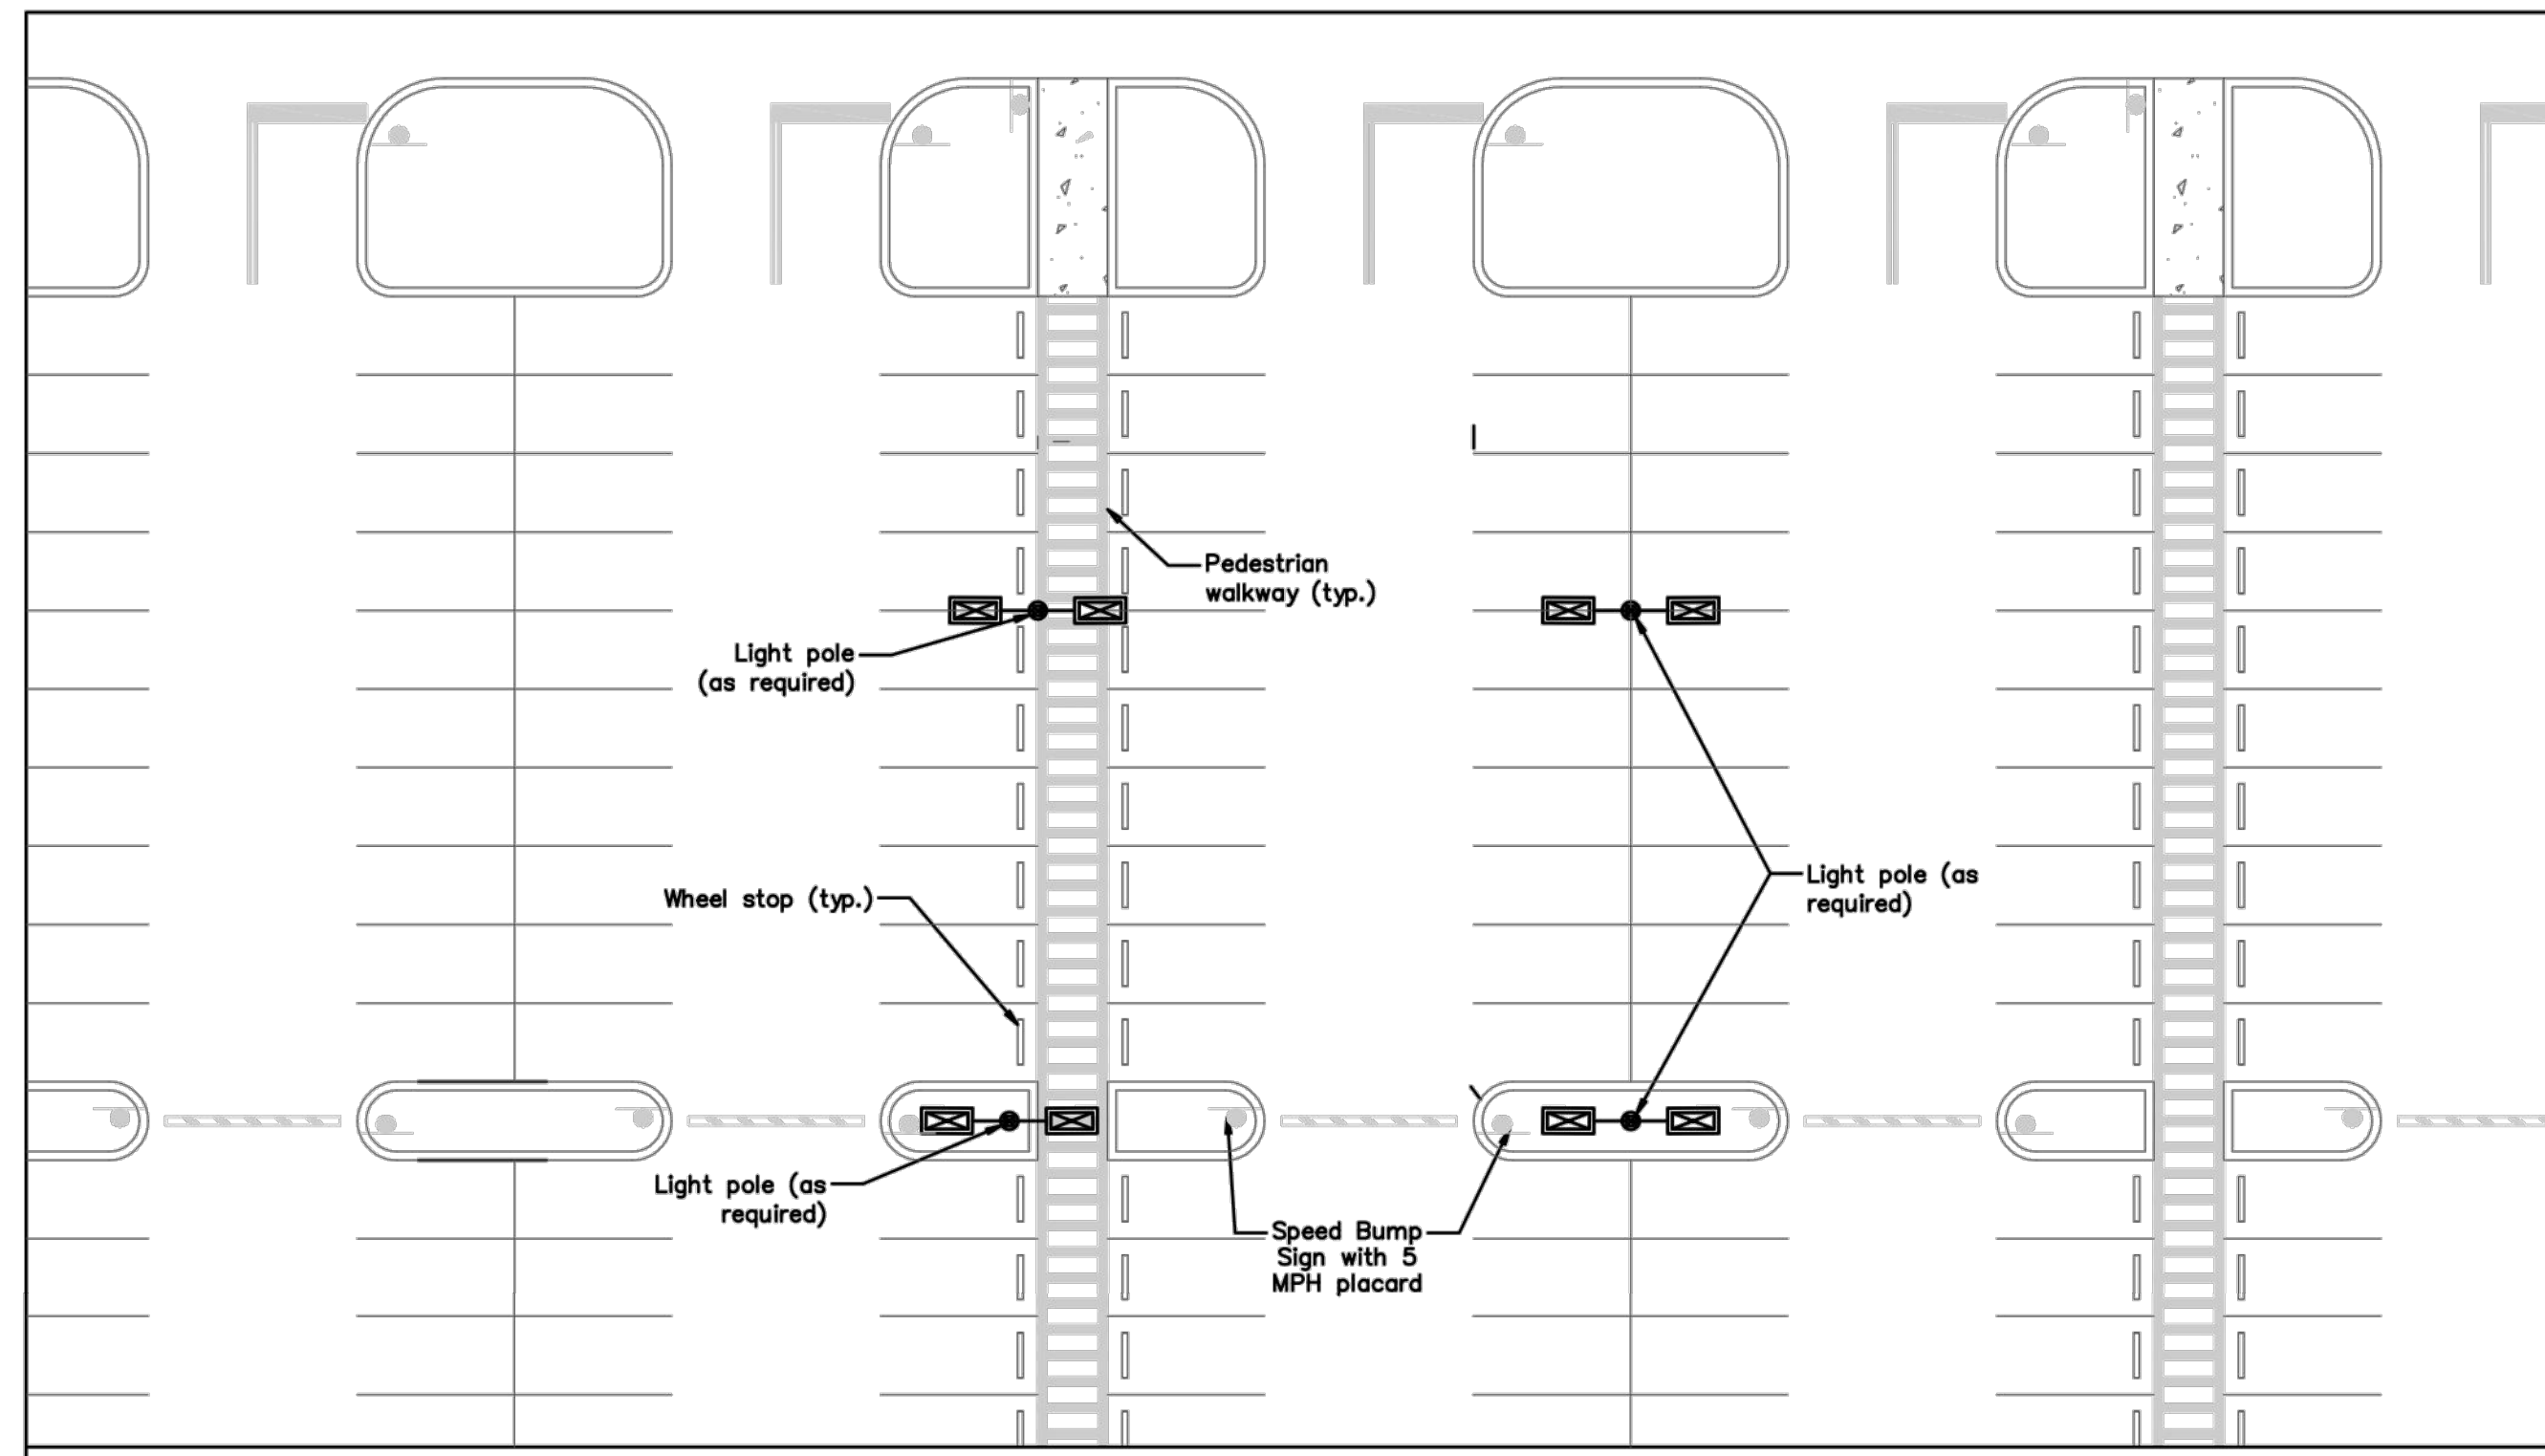 Pedestrian
walkway (typ.)
Light pole
(as required)
Light pole (as
required)
Wheel stop (typ.)
Light pole (as
required)
Speed Bump
Sign with 5
MPH placard